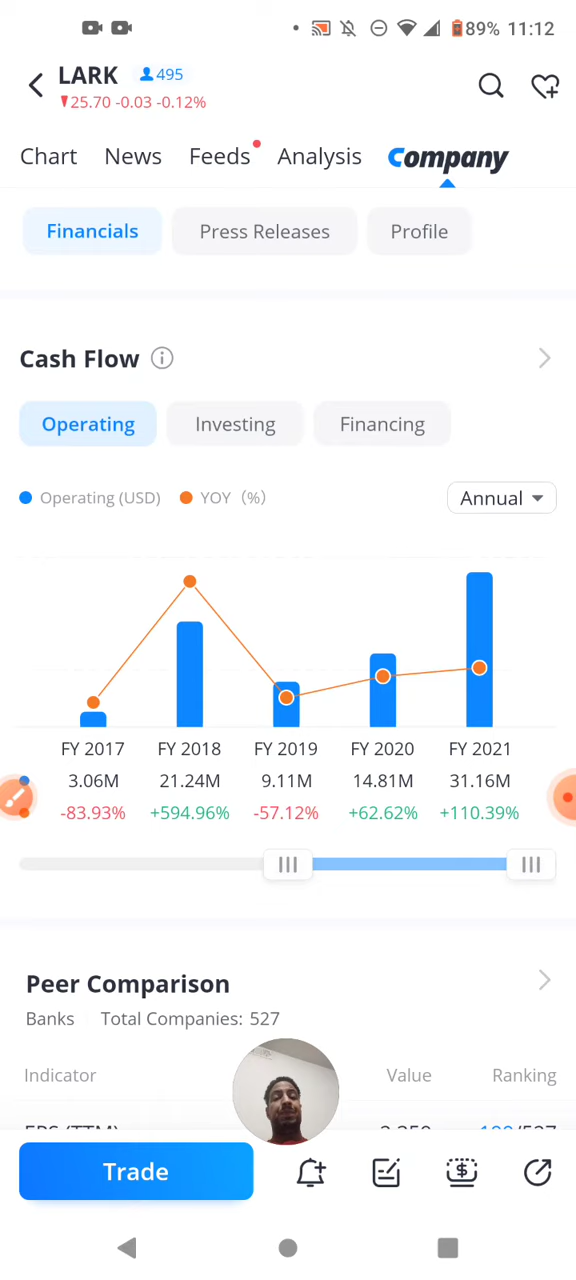 89% 11:12
LARK 495
25.70 -0.03 -0.12%
Chart News Feeds Analysis Company
Financials Press Releases Profile
Cash Flow
Operating Investing Financing
Operating (USD) YOY (%) Annual
FY 2017 FY 2018 FY 2019 FY 2020 FY 2021
3.06M 21.24M 9.11M 14.81M 31.16M
-83.93% +594.96% -57.12% +62.62% +110.39%
Peer Comparison
Banks Total Companies: 527
Indicator Value Ranking
Trade